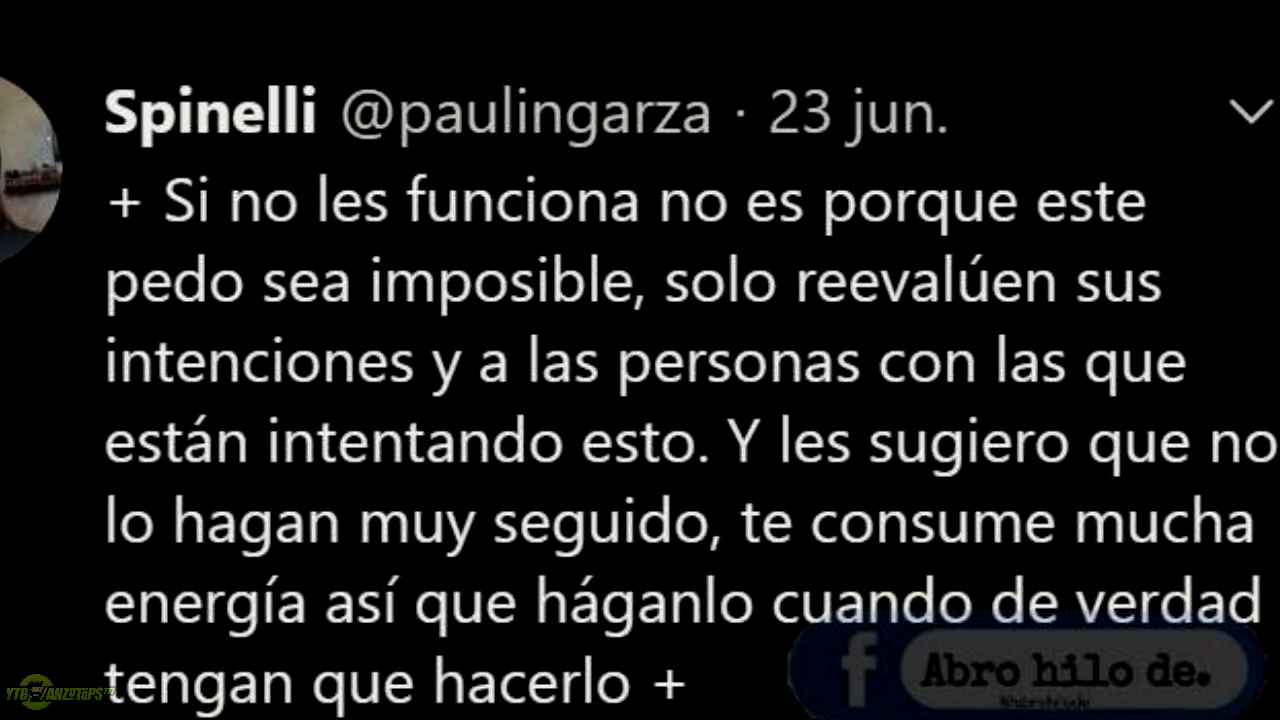 Spinelli @paulingarza · 23 jun.
+ Si no les funciona no es porque este
pedo sea imposible, solo reevalúen sus
intenciones y a las personas con las que
están intentando esto. Y les sugiero que no
lo hagan muy seguido, te consume mucha
energía así que háganlo cuando de verdad
tengan que hacerlo +
f Abro hilo de.